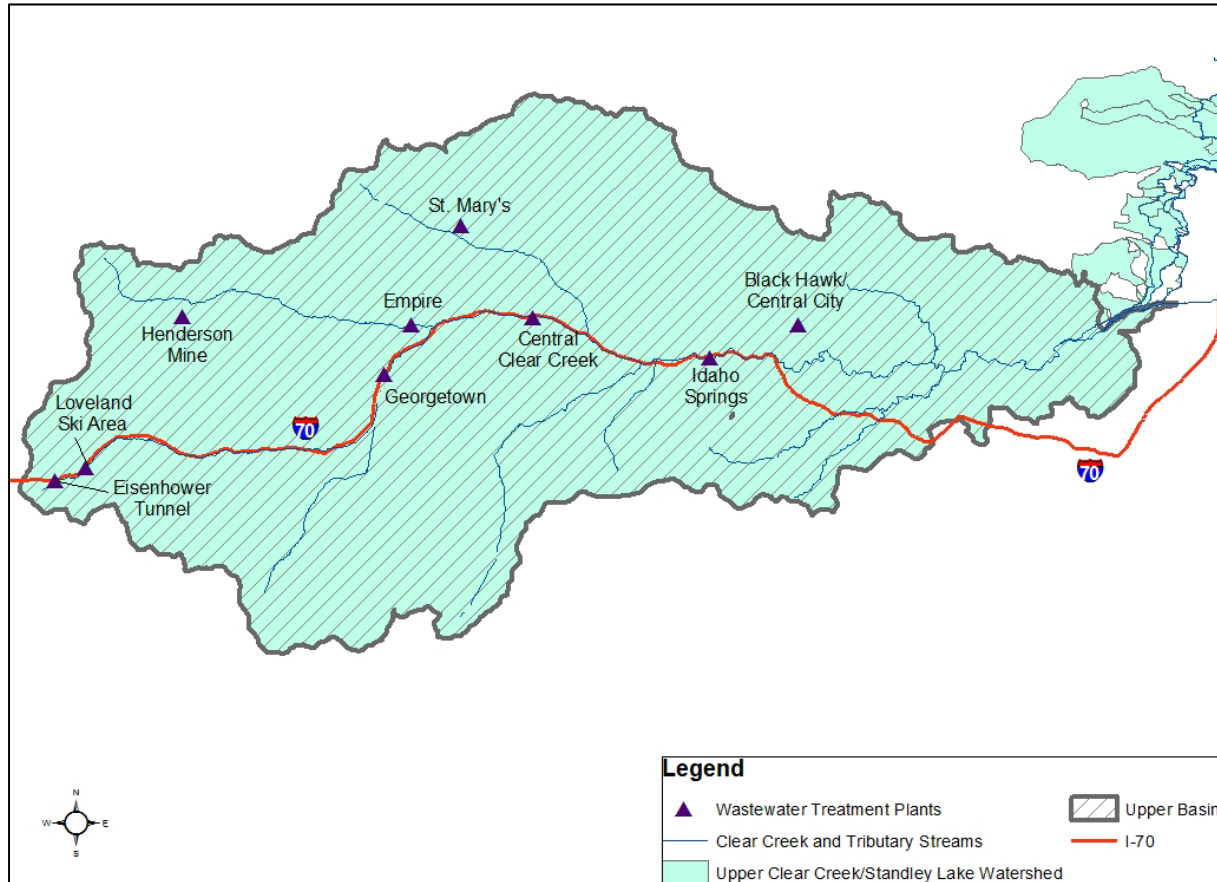 St. Mary's
Black Hawk/
Central City
Empire
Henderson
Mine
Central
Clear Creek
Idaho
Springs
Georgetown
Loveland
Ski Area
70
70
Eisenhower
Tunnel
N
W
E
S
Legend
Wastewater Treatment Plants
Upper Basin
Clear Creek and Tributary Streams
I-70
Upper Clear Creek/Standley Lake Watershed